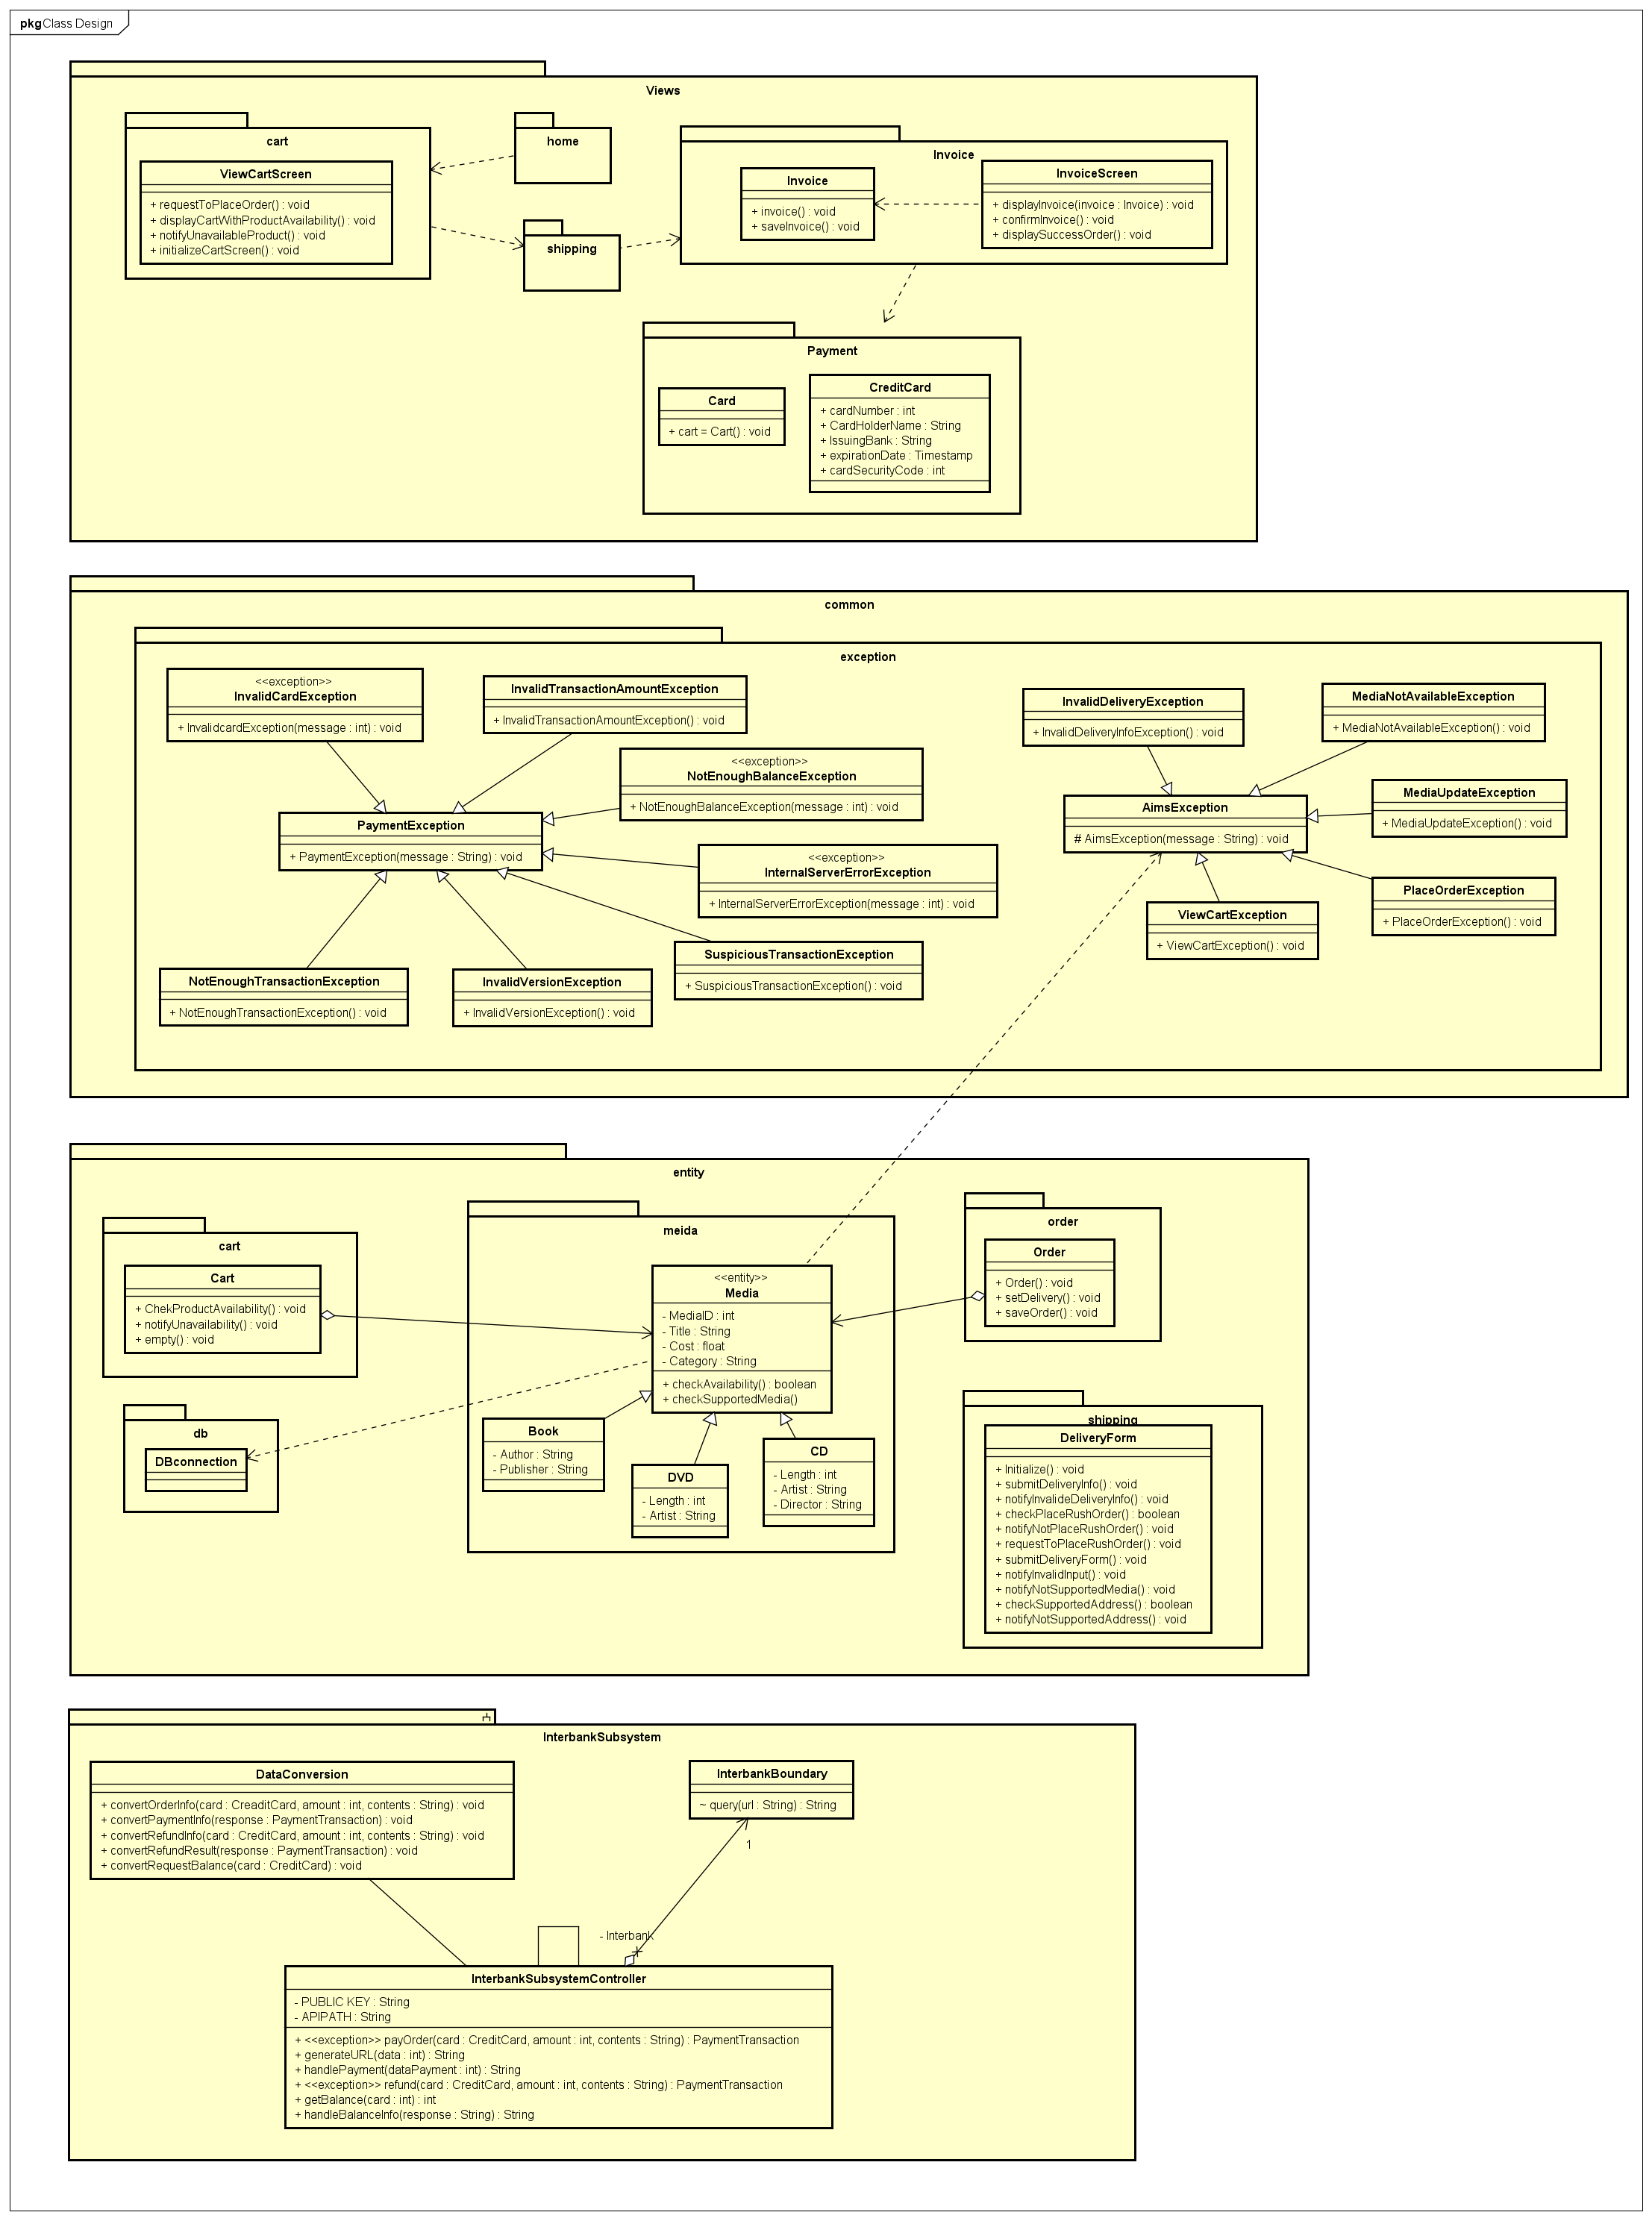 pkg Class Design
Views
cart
ViewCartScreen
+ requestToPlaceOrder() : void
+ displayCartWithProductAvailability() : void
+ notifyUnavailableProduct() : void
+ initializeCartScreen() : void
home
shipping
Invoice
Invoice
+ invoice() : void
+ saveInvoice() : void
InvoiceScreen
+ displayInvoice(invoice : Invoice) : void
+ confirmInvoice() : void
+ displaySuccessOrder() : void
Payment
Card
+ cart = Cart() : void
CreditCard
+ cardNumber : int
+ CardHolderName : String
+ IssuingBank : String
+ expirationDate : Timestamp
+ cardSecurityCode : int
common
exception
<<exception>>
InvalidCardException
+ InvalidcardException(message : int) : void
InvalidTransactionAmountException
+ InvalidTransactionAmountException() : void
<<exception>>
NotEnoughBalanceException
+ NotEnoughBalanceException(message : int) : void
PaymentException
+ PaymentException(message : String) : void
<<exception>>
InternalServerErrorException
+ InternalServerErrorException(message : int) : void
SuspiciousTransactionException
+ SuspiciousTransactionException() : void
NotEnoughTransactionException
+ NotEnoughTransactionException() : void
InvalidVersionException
+ InvalidVersionException() : void
InvalidDeliveryException
+ InvalidDeliveryInfoException() : void
MediaNotAvailableException
+ MediaNotAvailableException() : void
AimsException
# AimsException(message : String) : void
MediaUpdateException
+ MediaUpdateException() : void
PlaceOrderException
+ PlaceOrderException() : void
ViewCartException
+ ViewCartException() : void
entity
cart
Cart
+ ChekProductAvailability() : void
+ notifyUnavailability() : void
+ empty() : void
db
DBconnection
meida
<<entity>>
Media
- MediaID : int
- Title : String
- Cost : float
- Category : String
+ checkAvailability() : boolean
+ checkSupportedMedia()
Book
- Author : String
- Publisher : String
DVD
- Length : int
- Artist : String
CD
- Length : int
- Artist : String
- Director : String
order
Order
+ Order() : void
+ setDelivery() : void
+ saveOrder() : void
shipping
DeliveryForm
+ Initialize() : void
+ submitDeliveryInfo() : void
+ notifyInvalideDeliveryInfo() : void
+ checkPlaceRushOrder() : boolean
+ notifyNotPlaceRushOrder() : void
+ requestToPlaceRushOrder() : void
+ submitDeliveryForm() : void
+ notifyInvalidInput() : void
+ notifyNotSupportedMedia() : void
+ checkSupportedAddress() : boolean
+ notifyNotSupportedAddress() : void
InterbankSubsystem
DataConversion
+ convertOrderInfo(card : CreaditCard, amount : int, contents : String) : void
+ convertPaymentInfo(response : PaymentTransaction) : void
+ convertRefundInfo(card : CreditCard, amount : int, contents : String) : void
+ convertRefundResult(response : PaymentTransaction) : void
+ convertRequestBalance(card : CreditCard) : void
InterbankBoundary
~ query(url : String) : String
1
- Interbank
InterbankSubsystemController
- PUBLIC KEY : String
- APIPATH : String
+ <<exception>> payOrder(card : CreditCard, amount : int, contents : String) : PaymentTransaction
+ generateURL(data : int) : String
+ handlePayment(dataPayment : int) : String
+ <<exception>> refund(card : CreditCard, amount : int, contents : String) : PaymentTransaction
+ getBalance(card : int) : int
+ handleBalanceInfo(response : String) : String